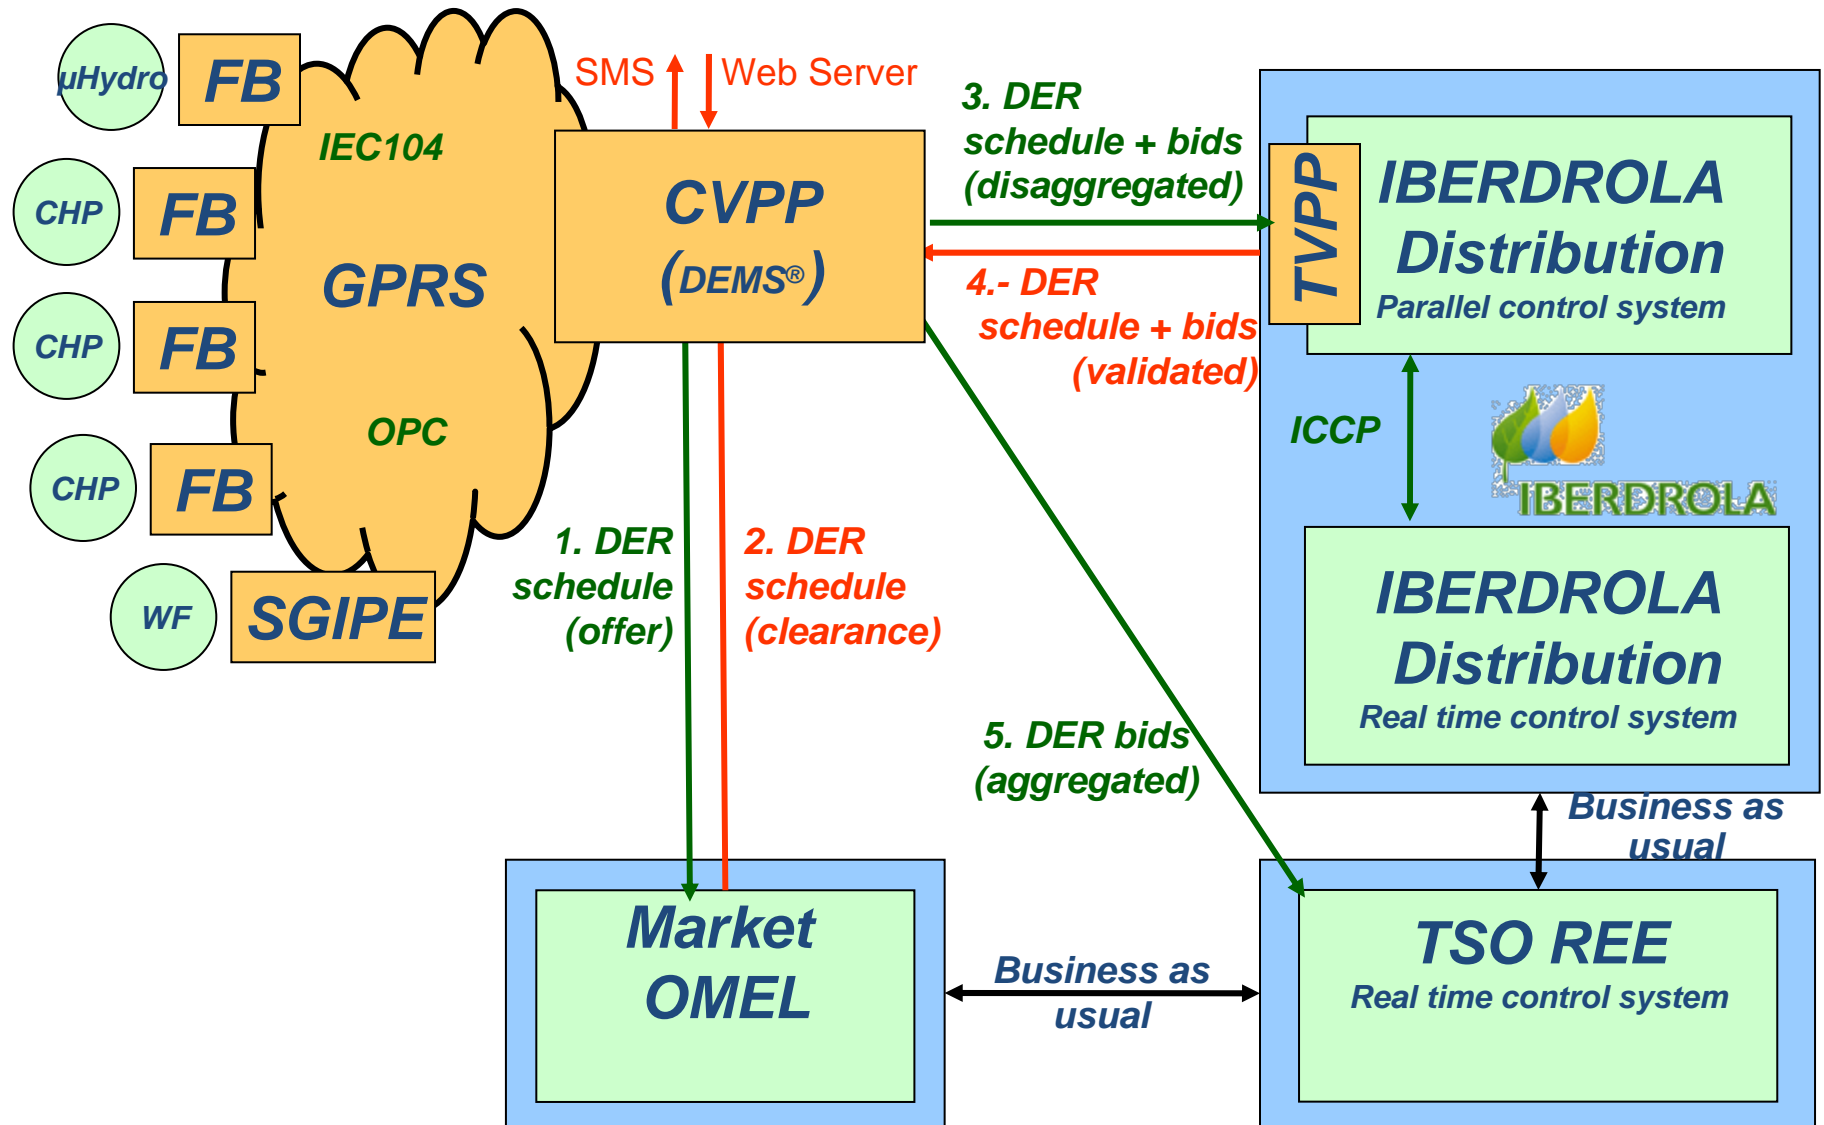 µHydro
FB
IEC104
CHP
FB
GPRS
CHP
FB
OPC
CHP
FB
WF
SGIPE
SMS
Web Server
CVPP
(DEMS®)
3. DER
schedule + bids
(disaggregated)
4.- DER
schedule + bids
(validated)
TVPP
IBERDROLA
Distribution
Parallel control system
ICCP
IBERDROLA
IBERDROLA
Distribution
Real time control system
1. DER
schedule
(offer)
2. DER
schedule
(clearance)
5. DER bids
(aggregated)
Business as
usual
Market
OMEL
Business as
usual
TSO REE
Real time control system